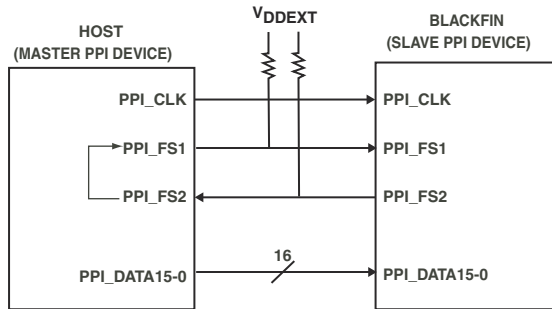 VDDEXT
HOST
(MASTER PPI DEVICE)
BLACKFIN
(SLAVE PPI DEVICE)
PPI_CLK
PPI_CLK
PPI_FS1
PPI_FS1
PPI_FS2
PPI_FS2
16
PPI_DATA15-0
PPI_DATA15-0